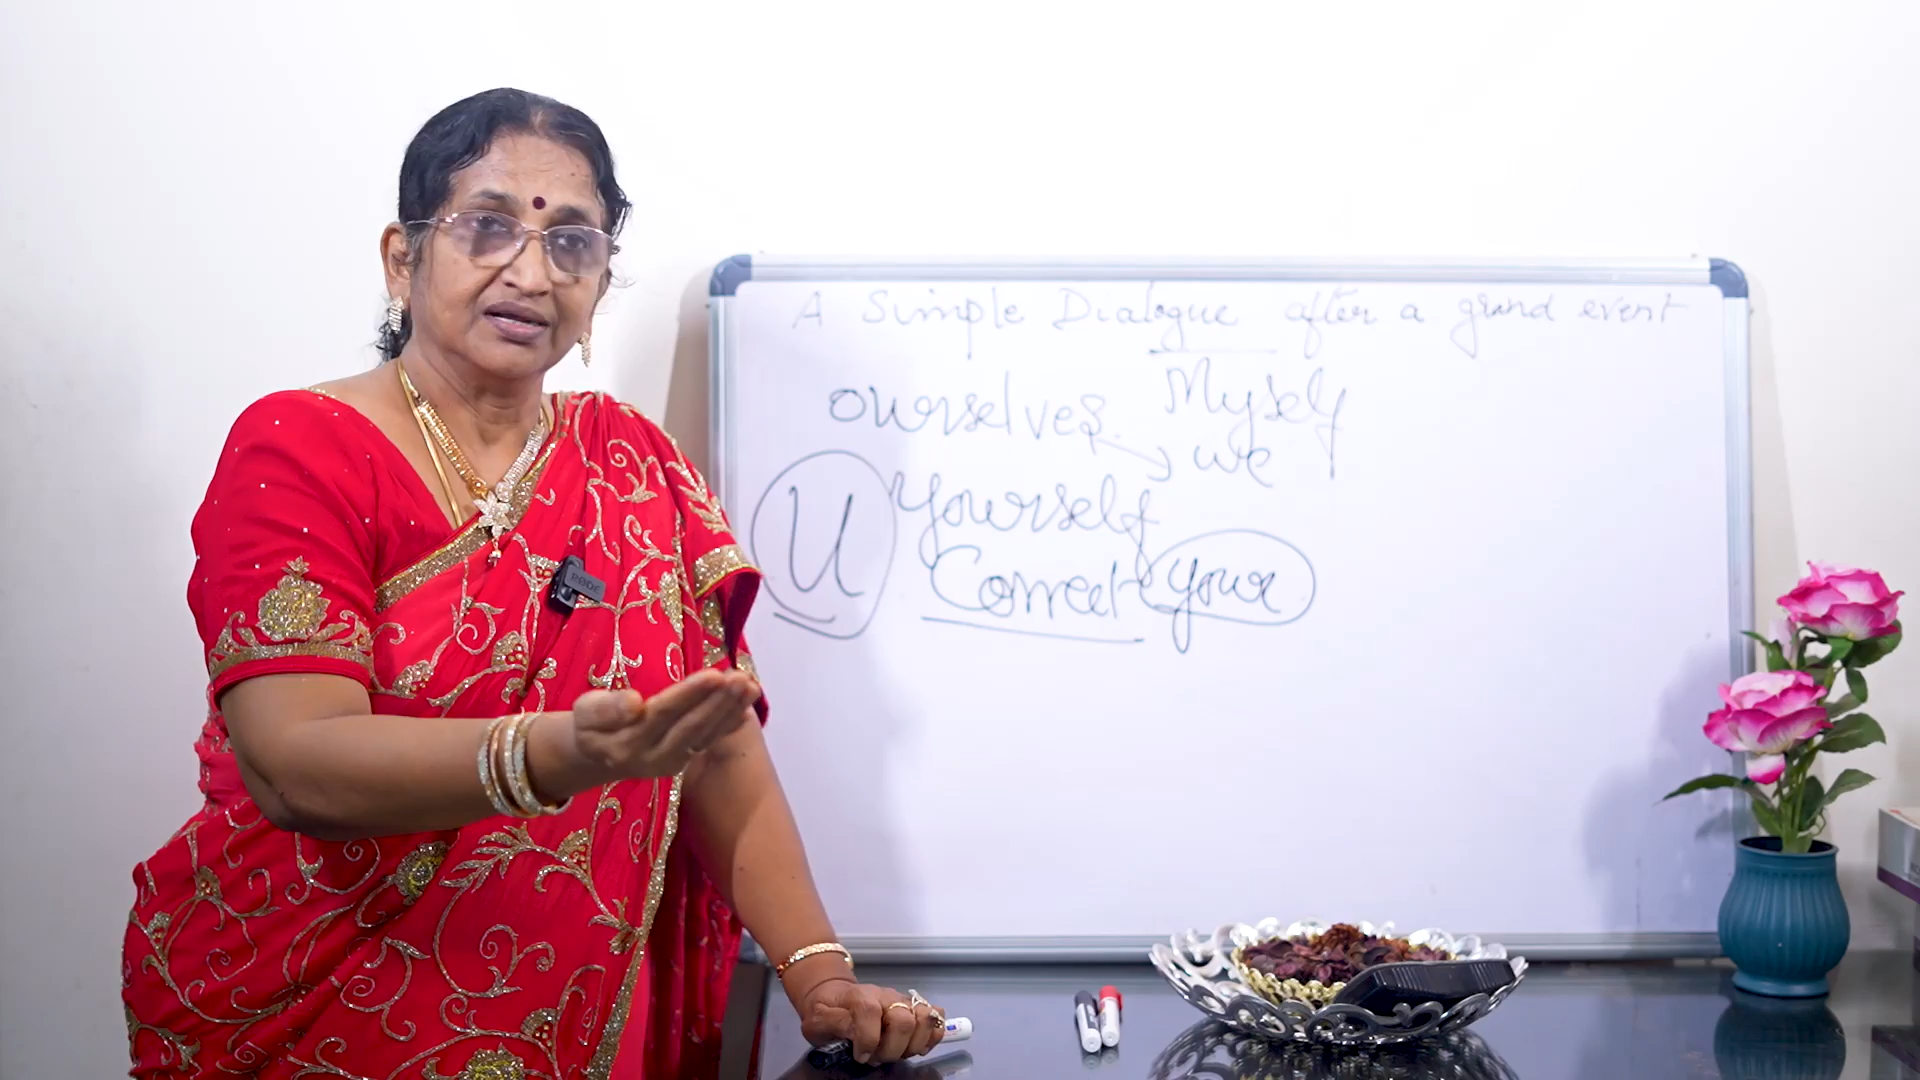 A Simple Dialogue after a grand event
ourselves Myself
we
U yourself
Correct your